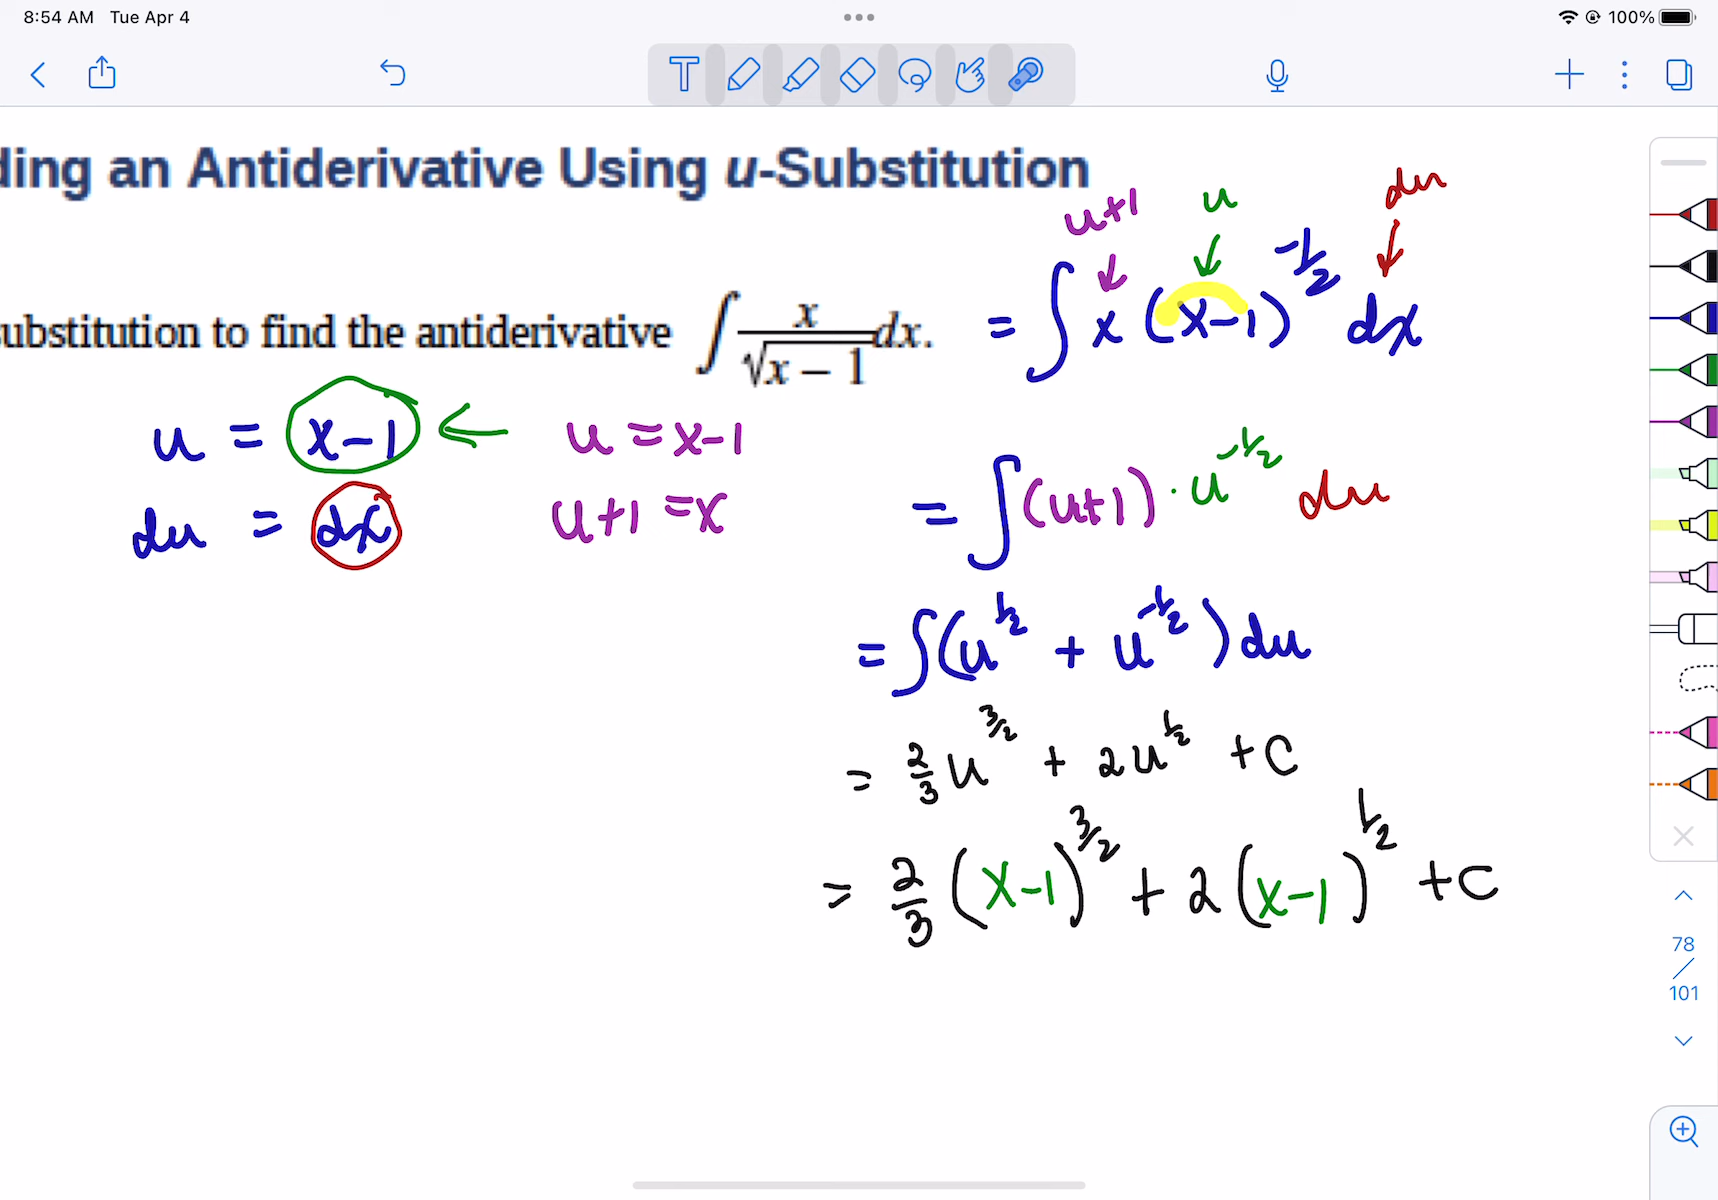 8:54 AM Tue Apr 4
100%
ding an Antiderivative Using u-Substitution
u+1 u du
ubstitution to find the antiderivative ∫ x/√(x − 1) dx. = ∫ x (x−1)^(-1/2) dx
u = x−1 ← u = x−1
du = dx u+1 = x
= ∫ (u+1) · u^(-1/2) du
= ∫ (u^(1/2) + u^(-1/2)) du
= 2/3 u^(3/2) + 2u^(1/2) + C
= 2/3 (x−1)^(3/2) + 2 (x−1)^(1/2) + C
78
/
101